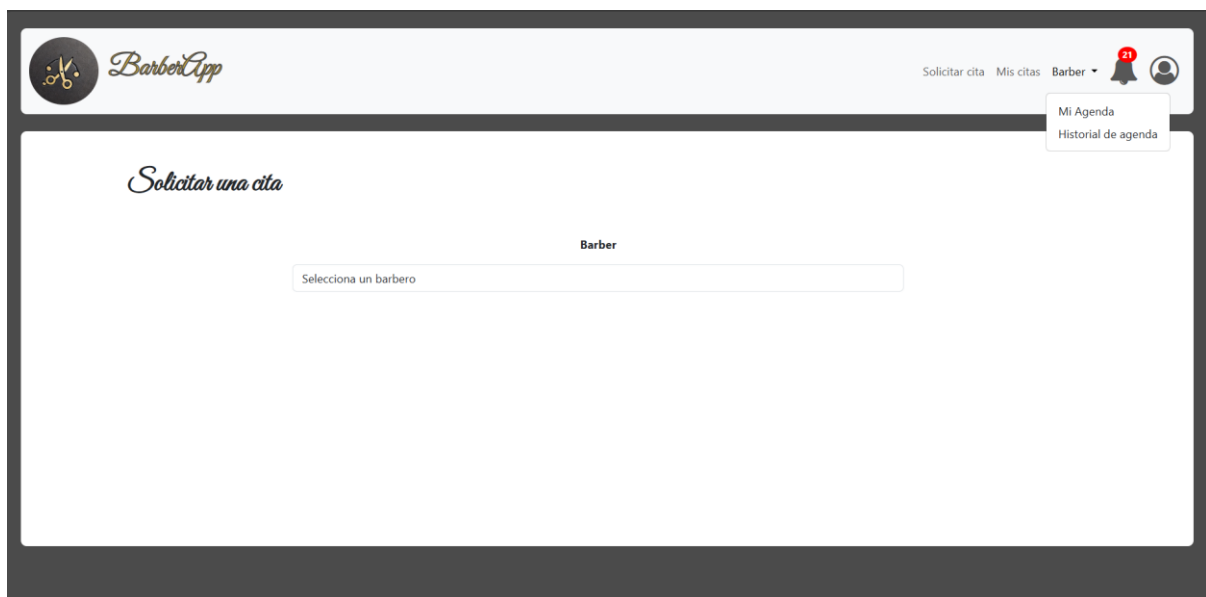 BarberApp
Solicitar cita Mis citas Barber 21
Mi Agenda
Historial de agenda
Solicitar una cita
Barber
Selecciona un barbero